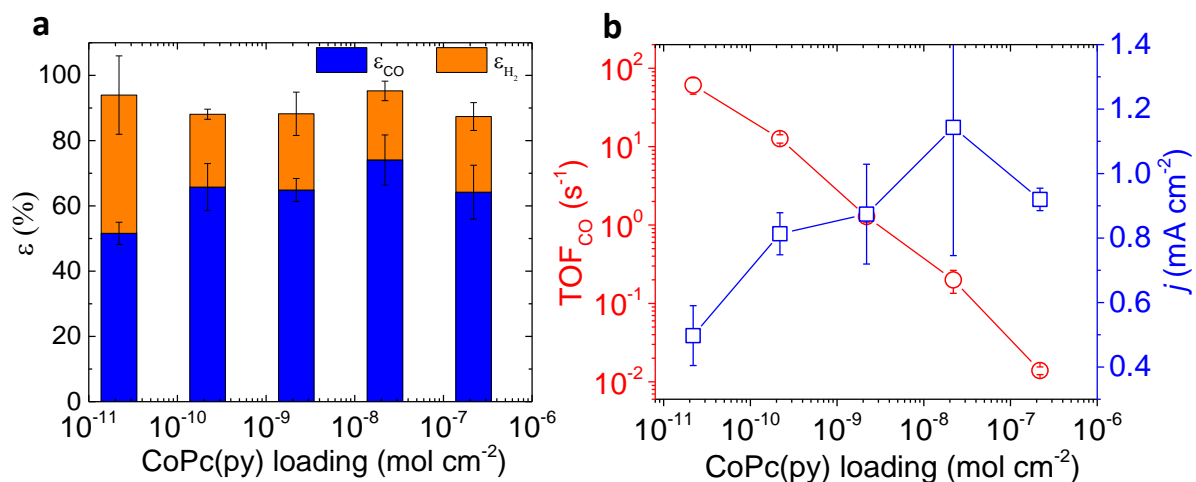 a
ε_CO ε_H₂
ε (%)
100
80
60
40
20
0
10⁻¹¹ 10⁻¹⁰ 10⁻⁹ 10⁻⁸ 10⁻⁷ 10⁻⁶
CoPc(py) loading (mol cm⁻²)
b
TOF_CO (s⁻¹)
10²
10¹
10⁰
10⁻¹
10⁻²
10⁻¹¹ 10⁻¹⁰ 10⁻⁹ 10⁻⁸ 10⁻⁷ 10⁻⁶
CoPc(py) loading (mol cm⁻²)
1.4
1.2
1.0
0.8
0.6
0.4
j (mA cm⁻²)